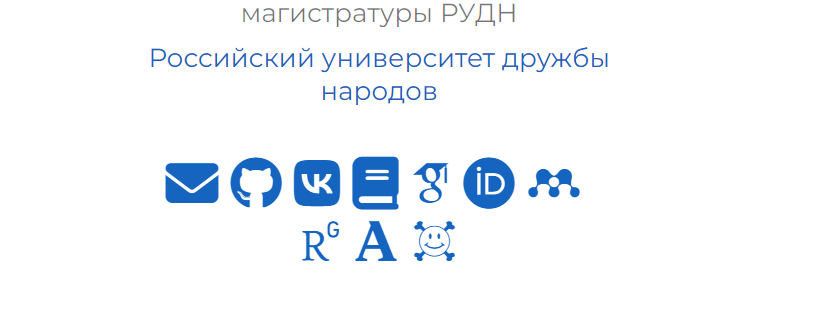 магистратуры РУДН
Российский университет дружбы
народов